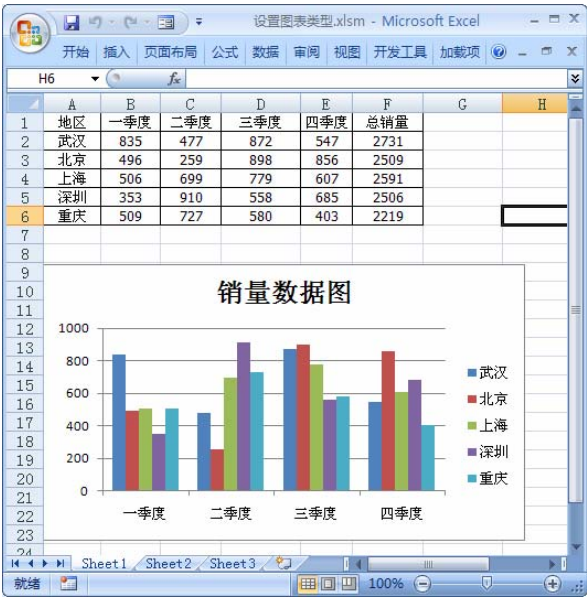 设置图表类型.xlsm - Microsoft Excel
开始 插入 页面布局 公式 数据 审阅 视图 开发工具 加载项
H6 fx
A B C D E F G H
1 地区 一季度 二季度 三季度 四季度 总销量
2 武汉 835 477 872 547 2731
3 北京 496 259 898 856 2509
4 上海 506 699 779 607 2591
5 深圳 353 910 558 685 2506
6 重庆 509 727 580 403 2219
7
8
9
10
11
12
13
14
15
16
17
18
19
20
21
22
23
24
销量数据图
1000
800
600
400
200
0
一季度 二季度 三季度 四季度
武汉
北京
上海
深圳
重庆
Sheet1 Sheet2 Sheet3
就绪 100%